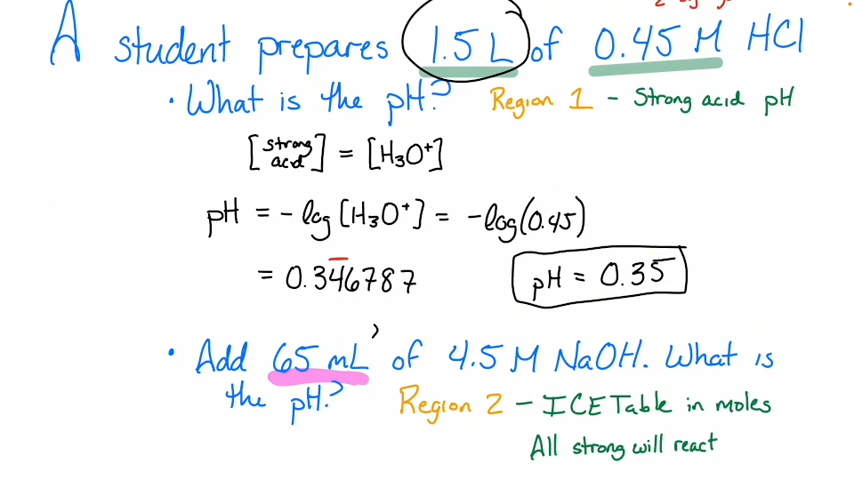 A student prepares 1.5 L of 0.45 M HCl
• What is the pH? Region 1 - Strong acid pH
[strong acid] = [H₃O⁺]
pH = - log [H₃O⁺] = -log(0.45)
= 0.346787 pH = 0.35
• Add 65 mL of 4.5 M NaOH. What is
the pH? Region 2 - ICE Table in moles
All strong will react